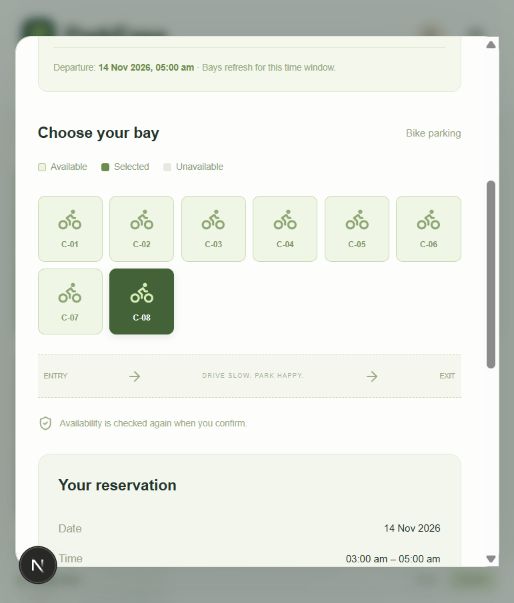 Departure: 14 Nov 2026, 05:00 am · Bays refresh for this time window.
Choose your bay
Bike parking
Available Selected Unavailable
C-01 C-02 C-03 C-04 C-05 C-06
C-07 C-08
ENTRY DRIVE SLOW. PARK HAPPY. EXIT
Availability is checked again when you confirm.
Your reservation
Date 14 Nov 2026
Time 03:00 am – 05:00 am
N